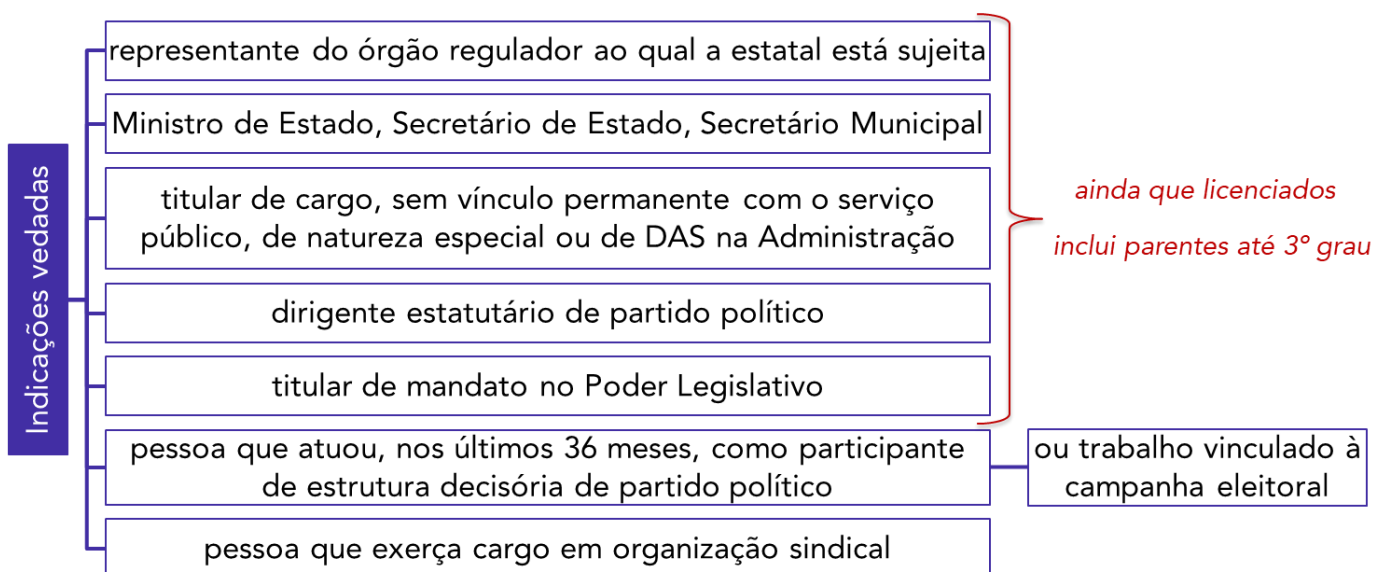 Indicações vedadas
representante do órgão regulador ao qual a estatal está sujeita
Ministro de Estado, Secretário de Estado, Secretário Municipal
titular de cargo, sem vínculo permanente com o serviço
público, de natureza especial ou de DAS na Administração
dirigente estatutário de partido político
titular de mandato no Poder Legislativo
ainda que licenciados
inclui parentes até 3º grau
pessoa que atuou, nos últimos 36 meses, como participante
de estrutura decisória de partido político
ou trabalho vinculado à
campanha eleitoral
pessoa que exerça cargo em organização sindical